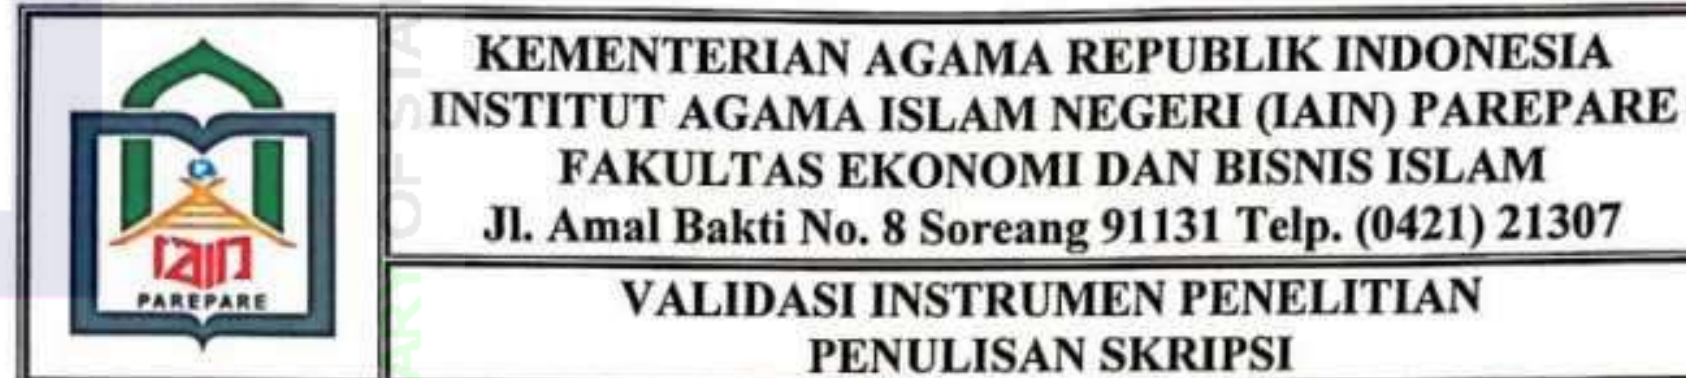 KEMENTERIAN AGAMA REPUBLIK INDONESIA
INSTITUT AGAMA ISLAM NEGERI (IAIN) PAREPARE
FAKULTAS EKONOMI DAN BISNIS ISLAM
Jl. Amal Bakti No. 8 Soreang 91131 Telp. (0421) 21307
IAIN
PAREPARE
VALIDASI INSTRUMEN PENELITIAN
PENULISAN SKRIPSI